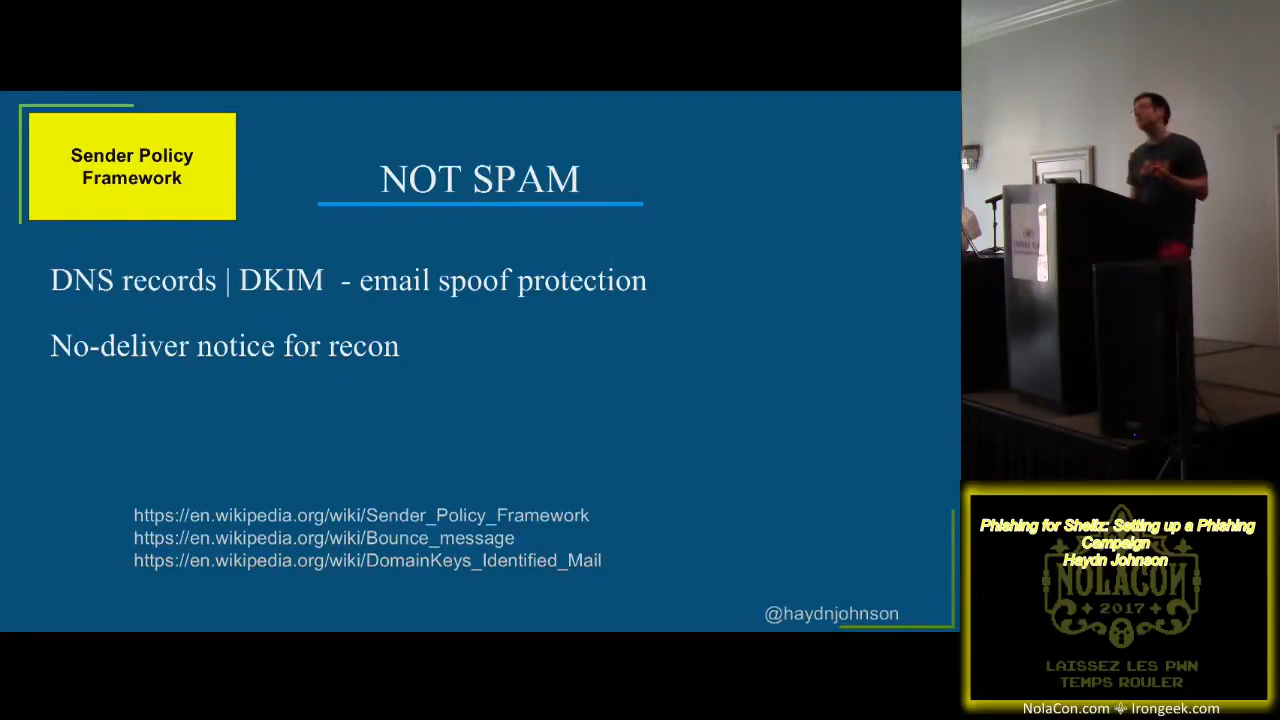 Sender Policy
Framework
NOT SPAM
DNS records | DKIM - email spoof protection
No-deliver notice for recon
https://en.wikipedia.org/wiki/Sender_Policy_Framework
https://en.wikipedia.org/wiki/Bounce_message
https://en.wikipedia.org/wiki/DomainKeys_Identified_Mail
@haydnjohnson
Phishing for Shellz: Setting up a Phishing
Campaign
Haydn Johnson
NOLACON
2017
LAISSEZ LES PWN
TEMPS ROULER
NolaCon.com Irongeek.com